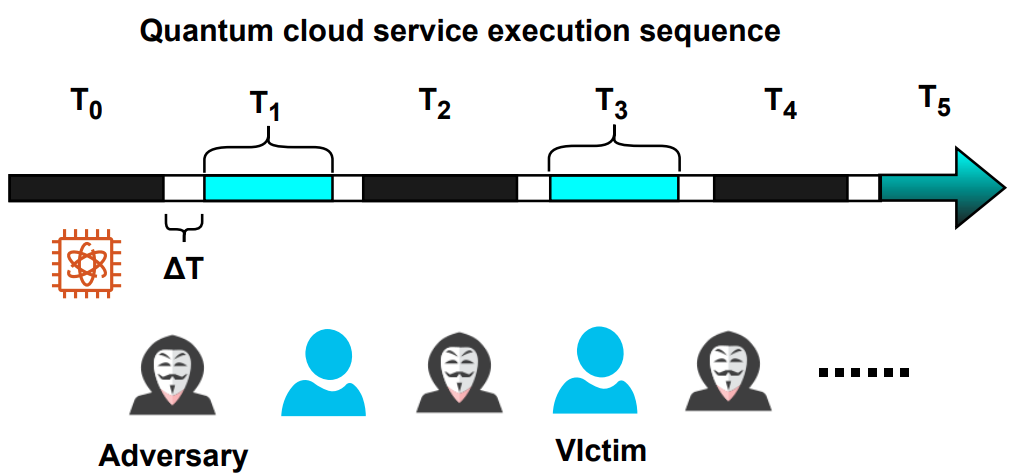 Quantum cloud service execution sequence
T0 T1 T2 T3 T4 T5
ΔT
Adversary VIctim